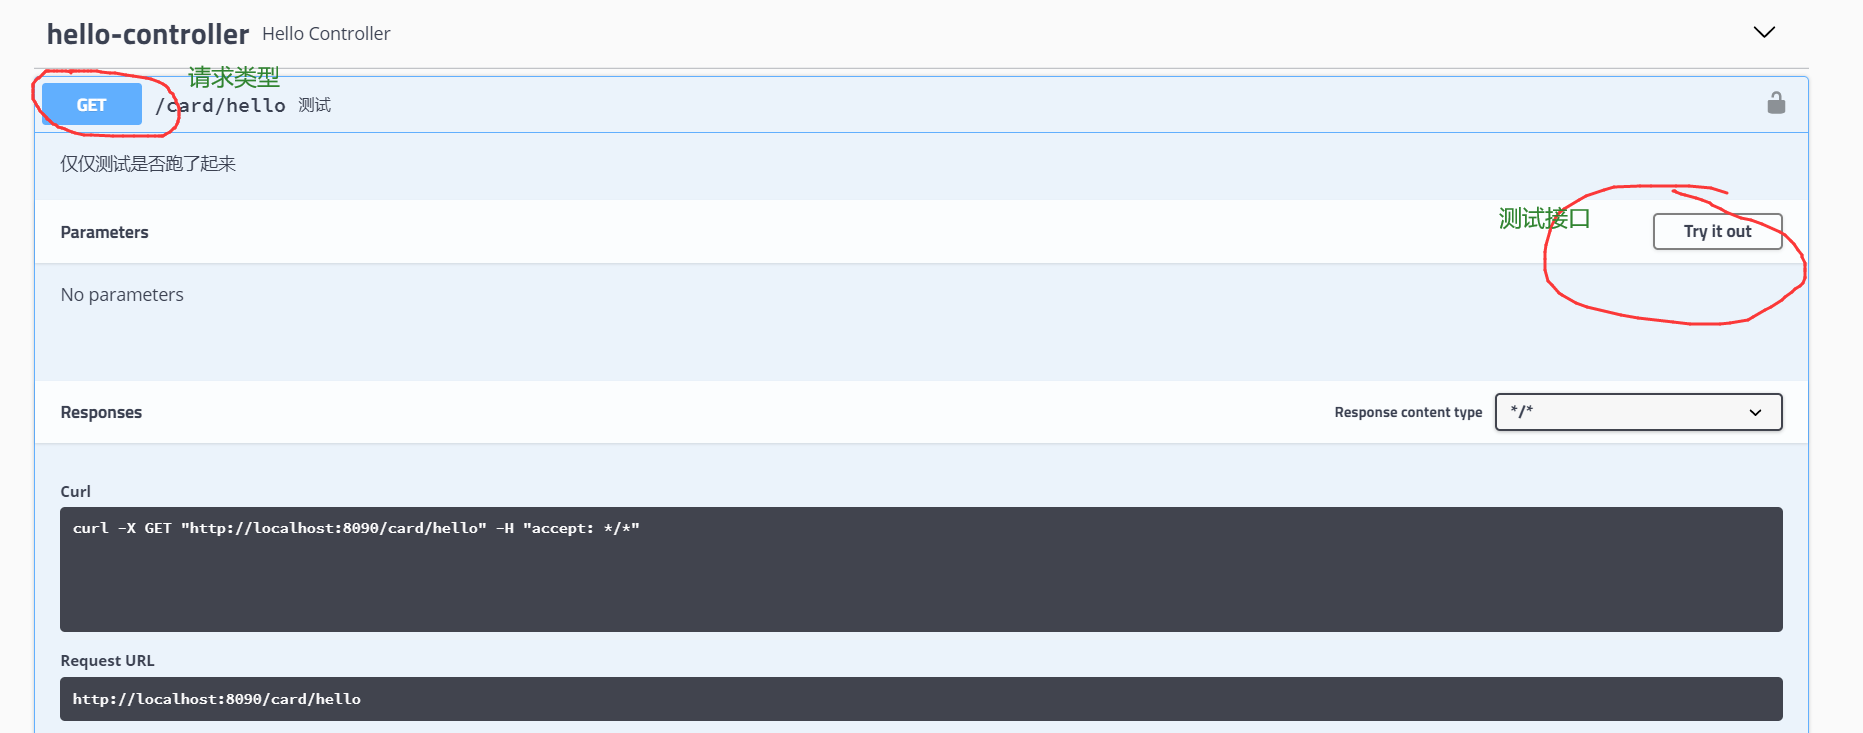 hello-controller Hello Controller
请求类型
GET /card/hello 测试
仅仅测试是否跑了起来
测试接口
Parameters Try it out
No parameters
Responses Response content type */*
Curl
curl -X GET "http://localhost:8090/card/hello" -H "accept: */*"
Request URL
http://localhost:8090/card/hello